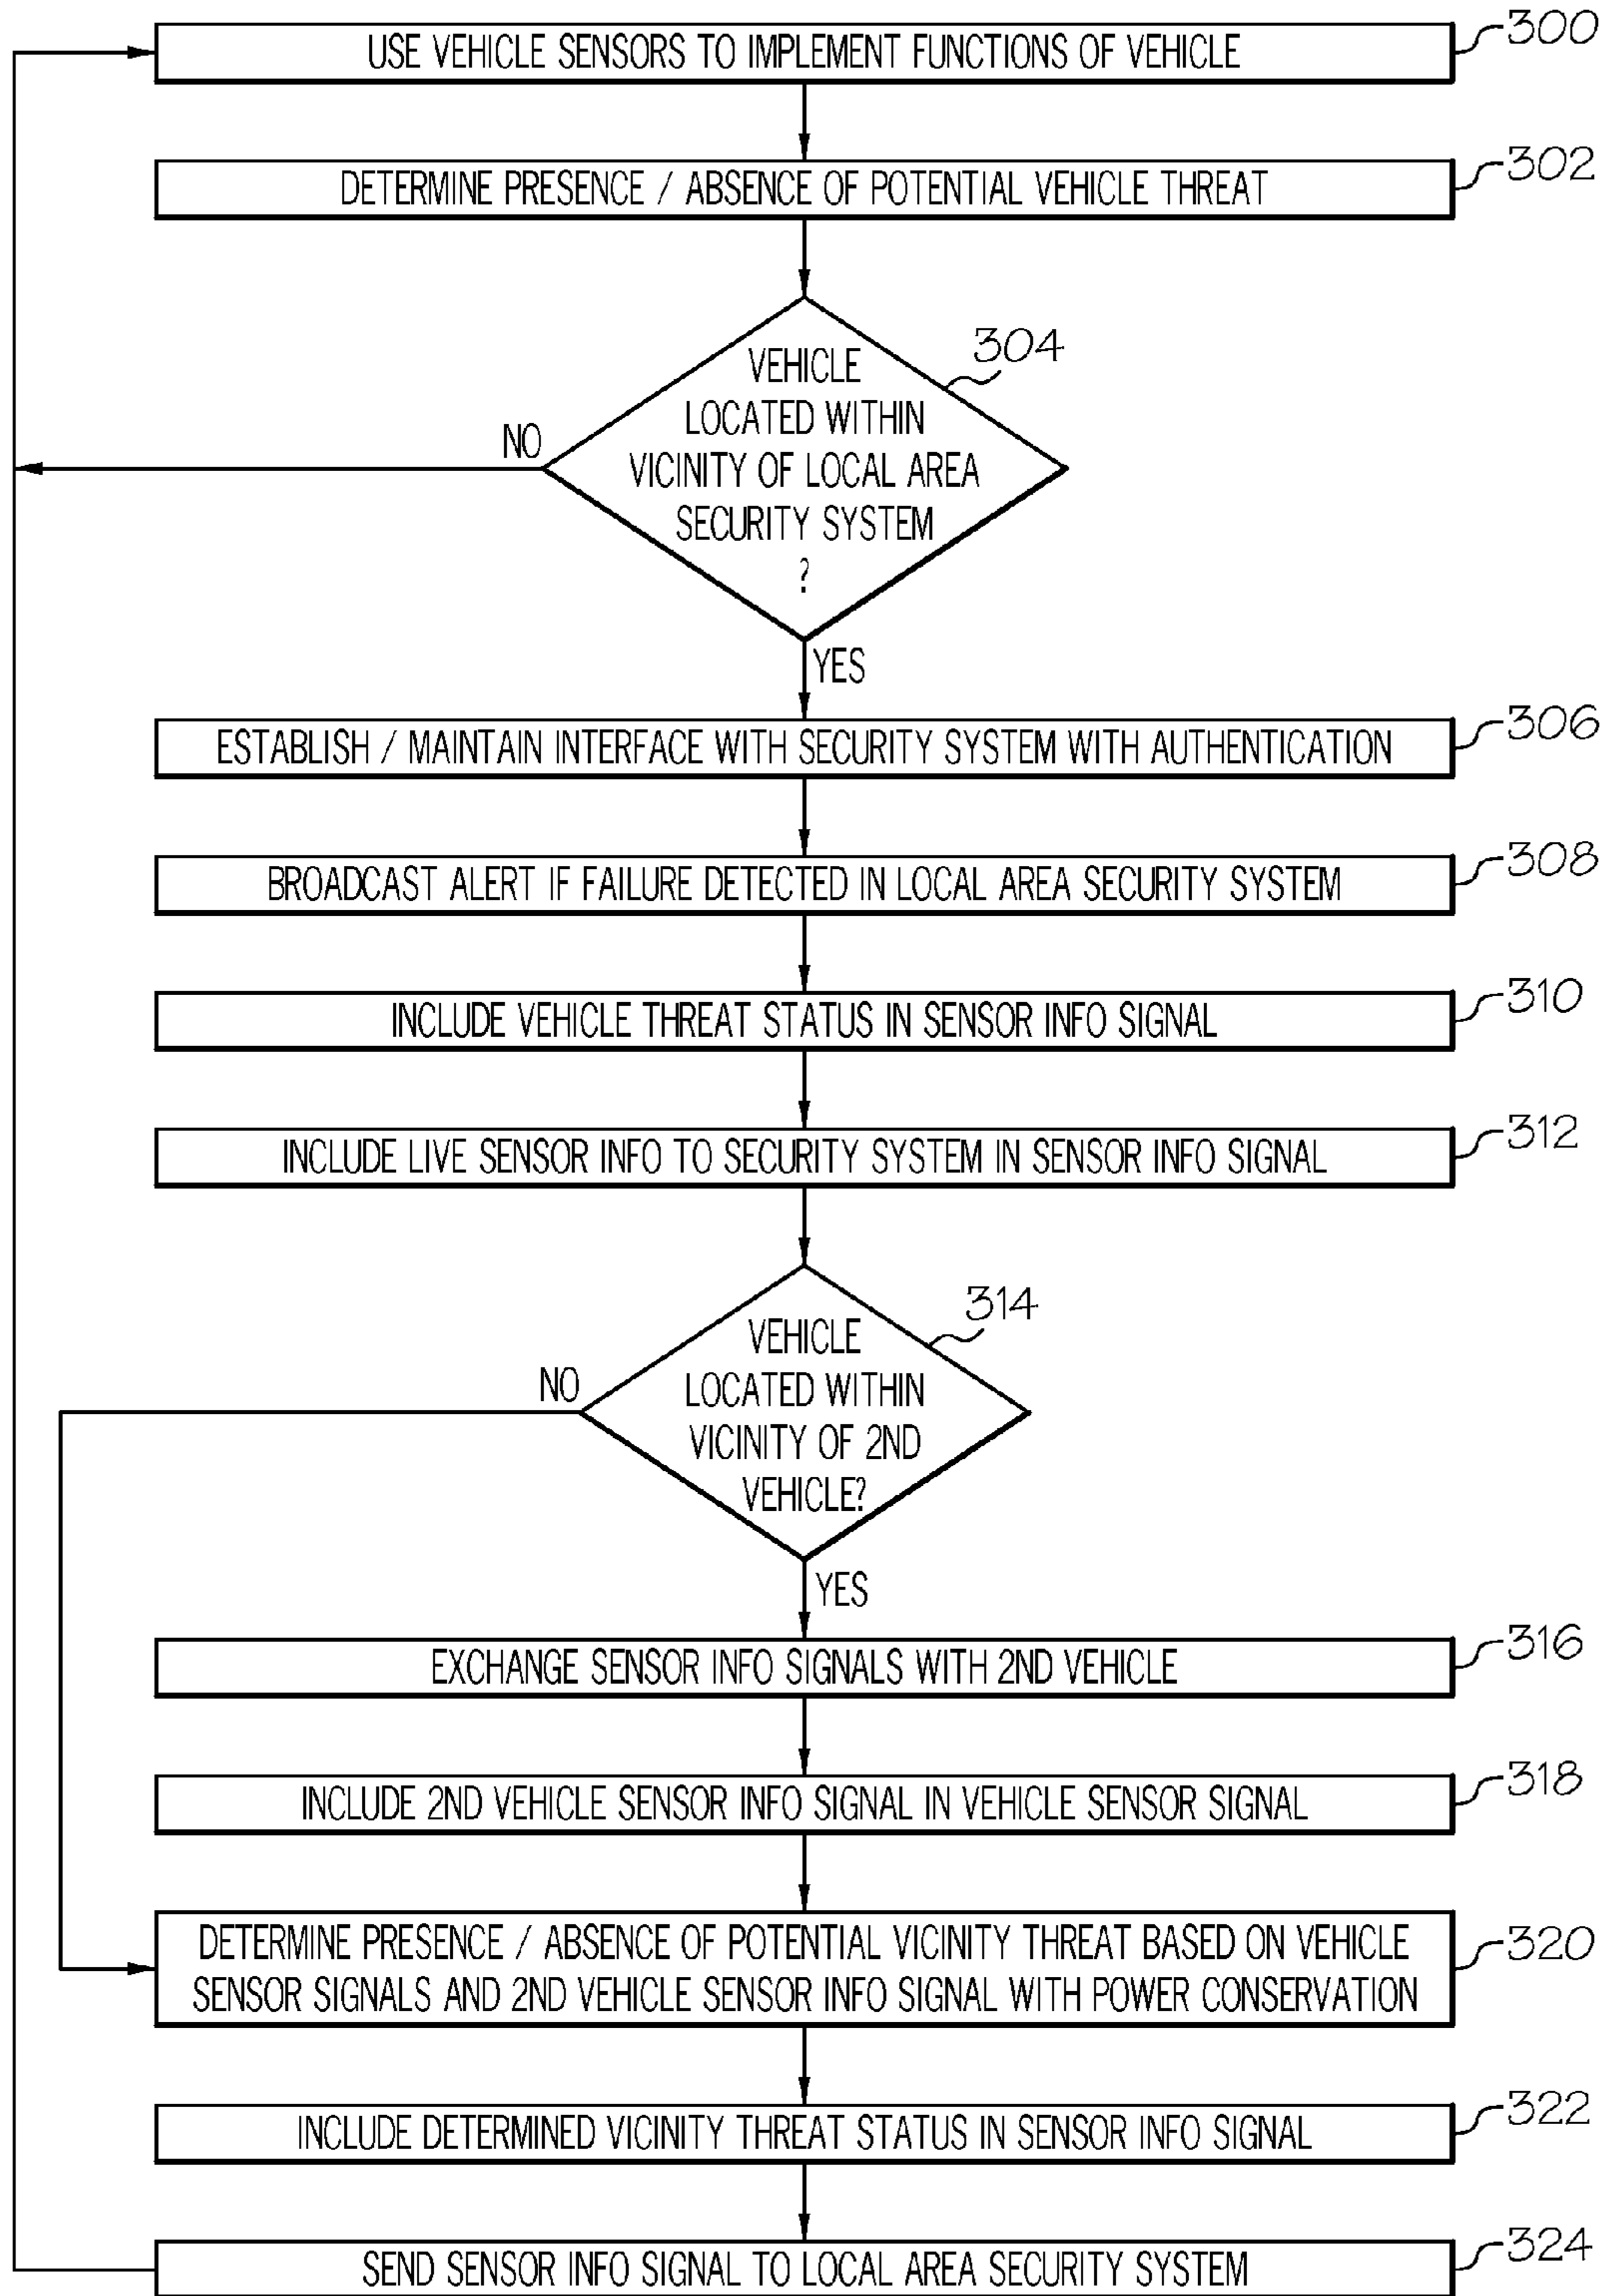 USE VEHICLE SENSORS TO IMPLEMENT FUNCTIONS OF VEHICLE
300
DETERMINE PRESENCE / ABSENCE OF POTENTIAL VEHICLE THREAT
302
VEHICLE
LOCATED WITHIN
VICINITY OF LOCAL AREA
SECURITY SYSTEM
?
304
NO
YES
ESTABLISH / MAINTAIN INTERFACE WITH SECURITY SYSTEM WITH AUTHENTICATION
306
BROADCAST ALERT IF FAILURE DETECTED IN LOCAL AREA SECURITY SYSTEM
308
INCLUDE VEHICLE THREAT STATUS IN SENSOR INFO SIGNAL
310
INCLUDE LIVE SENSOR INFO TO SECURITY SYSTEM IN SENSOR INFO SIGNAL
312
VEHICLE
LOCATED WITHIN
VICINITY OF 2ND
VEHICLE?
314
NO
YES
EXCHANGE SENSOR INFO SIGNALS WITH 2ND VEHICLE
316
INCLUDE 2ND VEHICLE SENSOR INFO SIGNAL IN VEHICLE SENSOR SIGNAL
318
DETERMINE PRESENCE / ABSENCE OF POTENTIAL VICINITY THREAT BASED ON VEHICLE
SENSOR SIGNALS AND 2ND VEHICLE SENSOR INFO SIGNAL WITH POWER CONSERVATION
320
INCLUDE DETERMINED VICINITY THREAT STATUS IN SENSOR INFO SIGNAL
322
SEND SENSOR INFO SIGNAL TO LOCAL AREA SECURITY SYSTEM
324